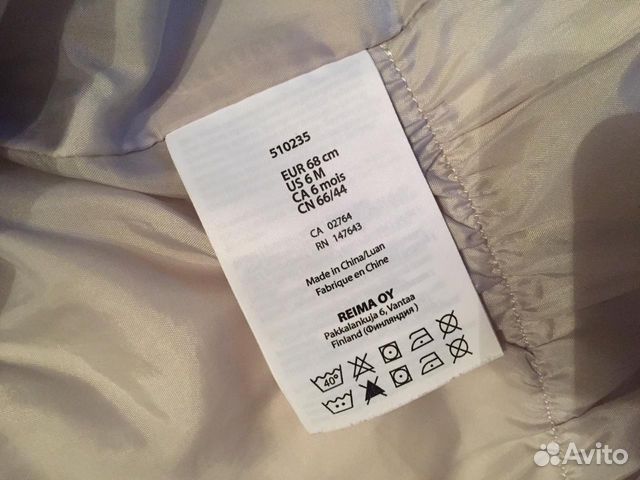 510235
EUR 68 cm
US 6 M
CA 6 mois
CN 66/44
CA 02764
RN 147643
Made in China/Luan
Fabrique en Chine
REIMA OY
Pakkalankuja 6, Vantaa
Finland (Финляндия )
40°
Avito